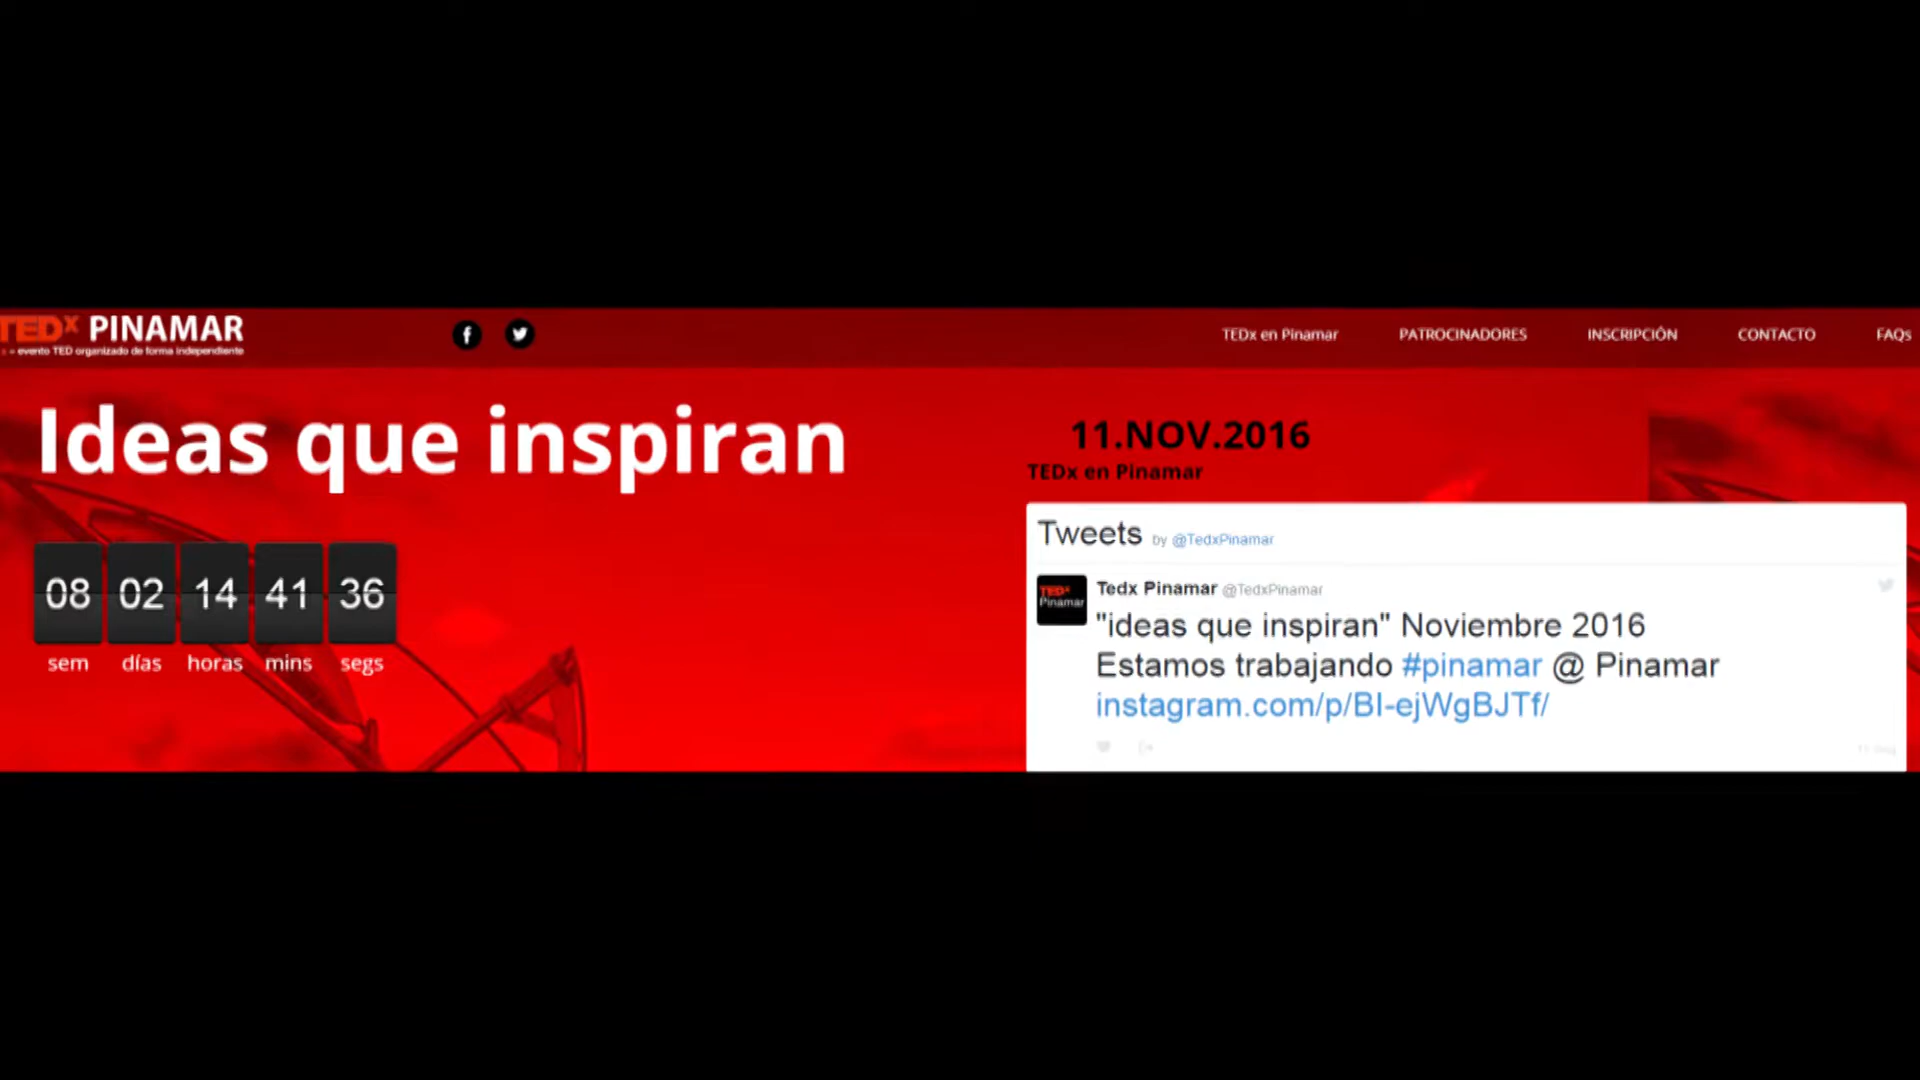 TEDx PINAMAR
= evento TED organizado de forma independiente
TEDx en Pinamar
PATROCINADORES
INSCRIPCIÓN
CONTACTO
FAQs
Ideas que inspiran
11.NOV.2016
TEDx en Pinamar
08 02 14 41 36
sem días horas mins segs
Tweets by @TedxPinamar
TEDx
Pinamar
Tedx Pinamar @TedxPinamar
"ideas que inspiran" Noviembre 2016
Estamos trabajando #pinamar @ Pinamar
instagram.com/p/BI-ejWgBJTf/